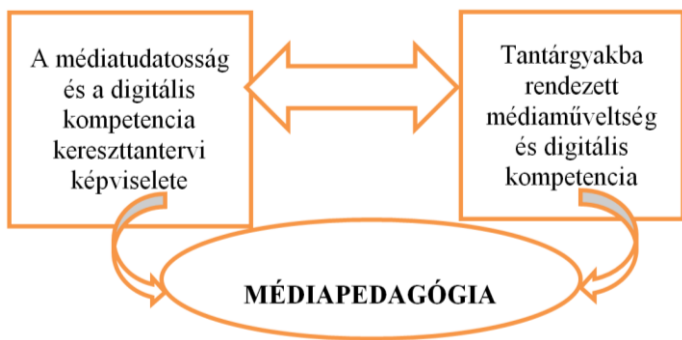 A médiatudatosság
és a digitális
kompetencia
kereszttantervi
képviselete
Tantárgyakba
rendezett
médiaműveltség
és digitális
kompetencia
MÉDIAPEDAGÓGIA